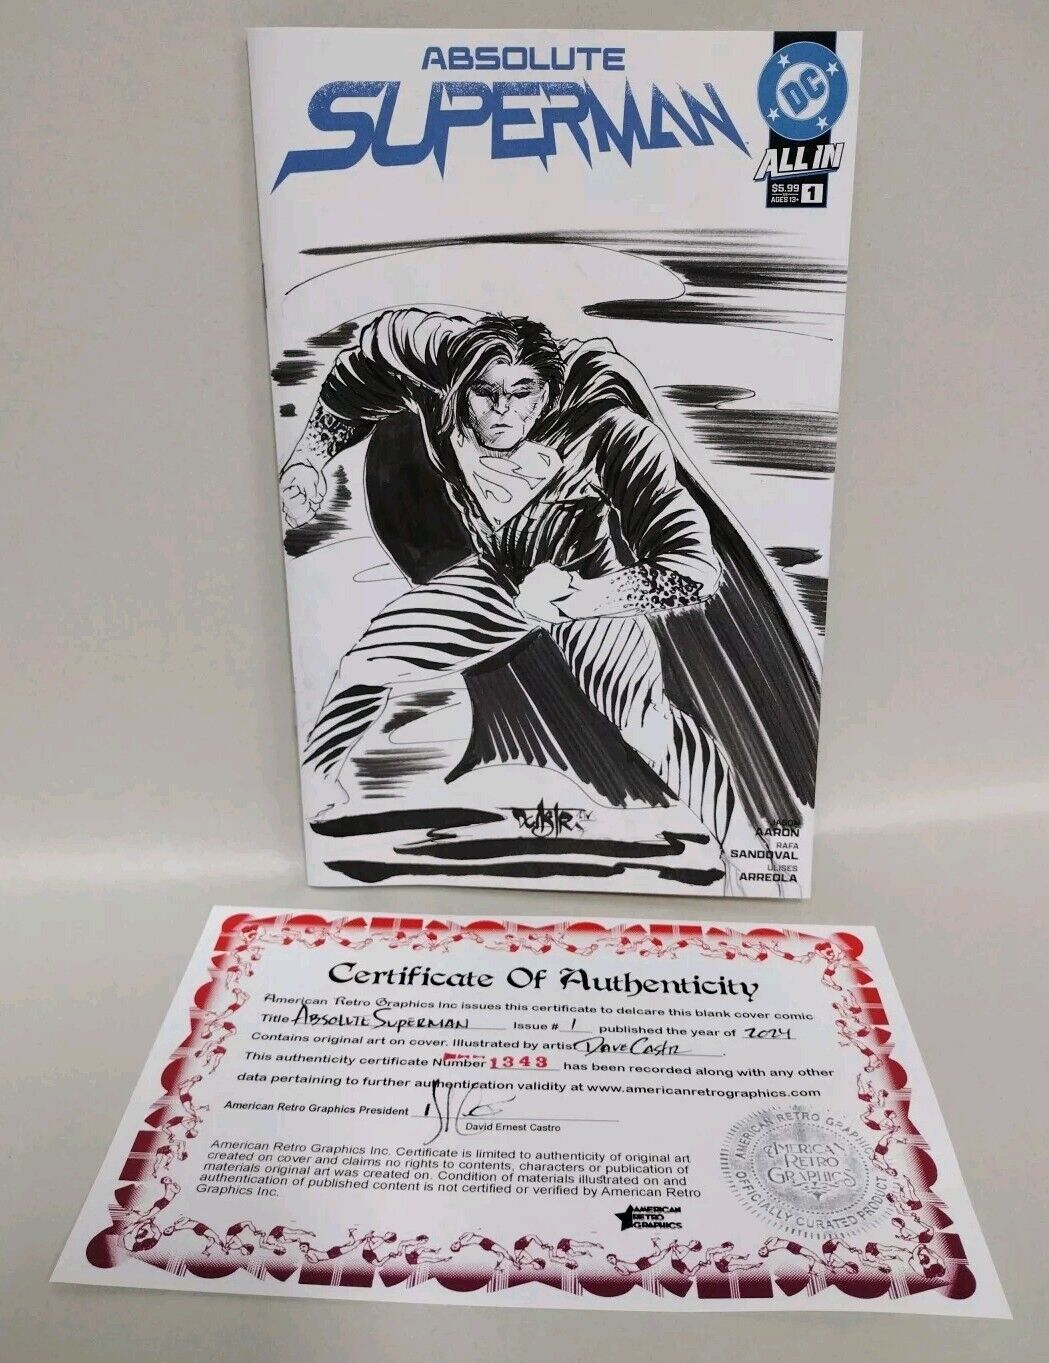 ABSOLUTE
SUPERMAN
DC
ALL IN
$5.99
AGES 13+
1
JASON
AARON
RAFA
SANDOVAL
ULISES
ARREOLA
Certificate Of Authenticity
American Retro Graphics Inc issues this certificate to delcare this blank cover comic
Title ABSOLUTE SUPERMAN Issue # 1 published the year of 2024
Contains original art on cover. Illustrated by artist DAVE CASTR
This authenticity certificate Number 1343 has been recorded along with any other
data pertaining to further authentication validity at www.americanretrographics.com
American Retro Graphics President
David Ernest Castro
American Retro Graphics Inc. Certificate is limited to authenticity of original art
created on cover and claims no rights to contents, characters or publication of
materials original art was created on. Condition of materials illustrated on and
authentication of published content is not certified or verified by American Retro
Graphics Inc.
AMERICAN
RETRO
GRAPHICS
AMERICAN RETRO GRAPHICS
AMERICAN
RETRO
GRAPHICS
OFFICIALLY CURATED PRODUCT